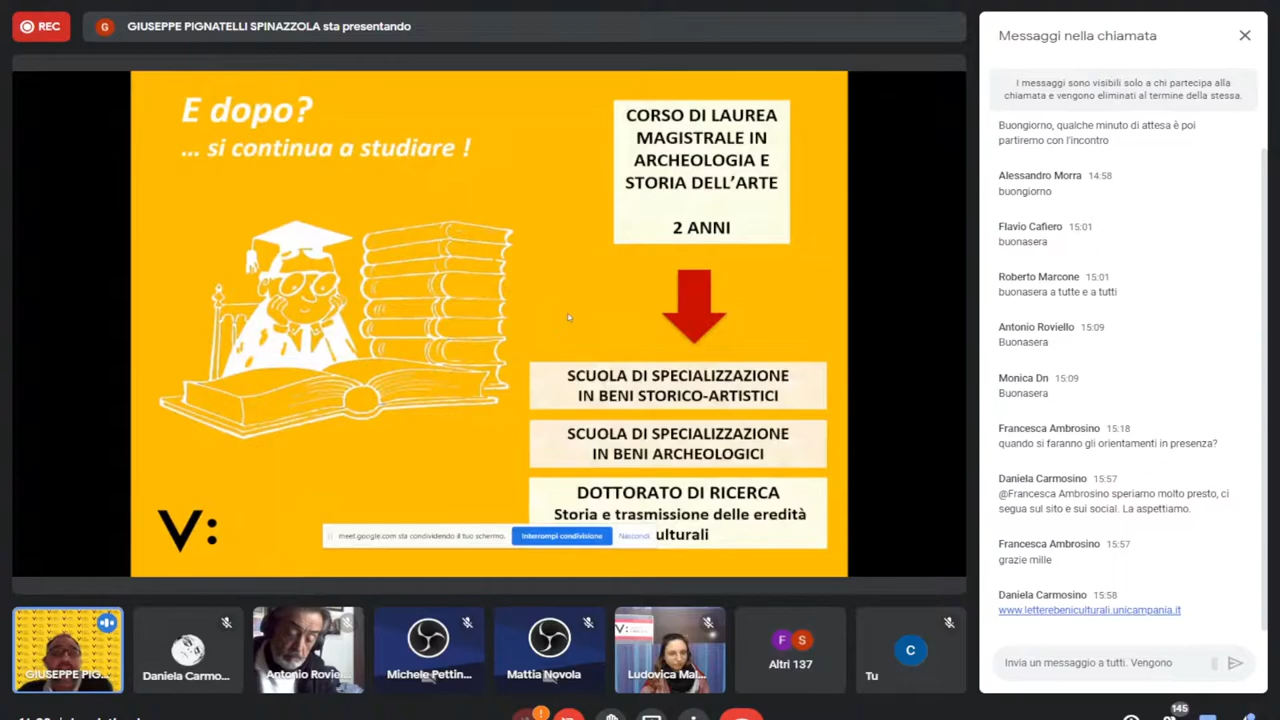 REC
G
GIUSEPPE PIGNATELLI SPINAZZOLA sta presentando
E dopo?
... si continua a studiare !
CORSO DI LAUREA
MAGISTRALE IN
ARCHEOLOGIA E
STORIA DELL'ARTE
2 ANNI
SCUOLA DI SPECIALIZZAZIONE
IN BENI STORICO-ARTISTICI
SCUOLA DI SPECIALIZZAZIONE
IN BENI ARCHEOLOGICI
DOTTORATO DI RICERCA
Storia e trasmissione delle eredità
ulturali
V:
meet.google.com sta condividendo il tuo schermo.
Interrompi condivisione
Nascondi
GIUSEPPE PIG...
Daniela Carmo...
Antonio Rovie...
Michele Pettin...
Mattia Novola
V:
Ludovica Mal...
F S
Altri 137
C
Tu
Messaggi nella chiamata
I messaggi sono visibili solo a chi partecipa alla
chiamata e vengono eliminati al termine della stessa.
Buongiorno, qualche minuto di attesa è poi
partiremo con l'incontro
Alessandro Morra 14:58
buongiorno
Flavio Cafiero 15:01
buonasera
Roberto Marcone 15:01
buonasera a tutte e a tutti
Antonio Roviello 15:09
Buonasera
Monica Dn 15:09
Buonasera
Francesca Ambrosino 15:18
quando si faranno gli orientamenti in presenza?
Daniela Carmosino 15:57
@Francesca Ambrosino speriamo molto presto, ci
segua sul sito e sui social. La aspettiamo.
Francesca Ambrosino 15:57
grazie mille
Daniela Carmosino 15:58
www.letterebeniculturali.unicampania.it
Invia un messaggio a tutti. Vengono
145